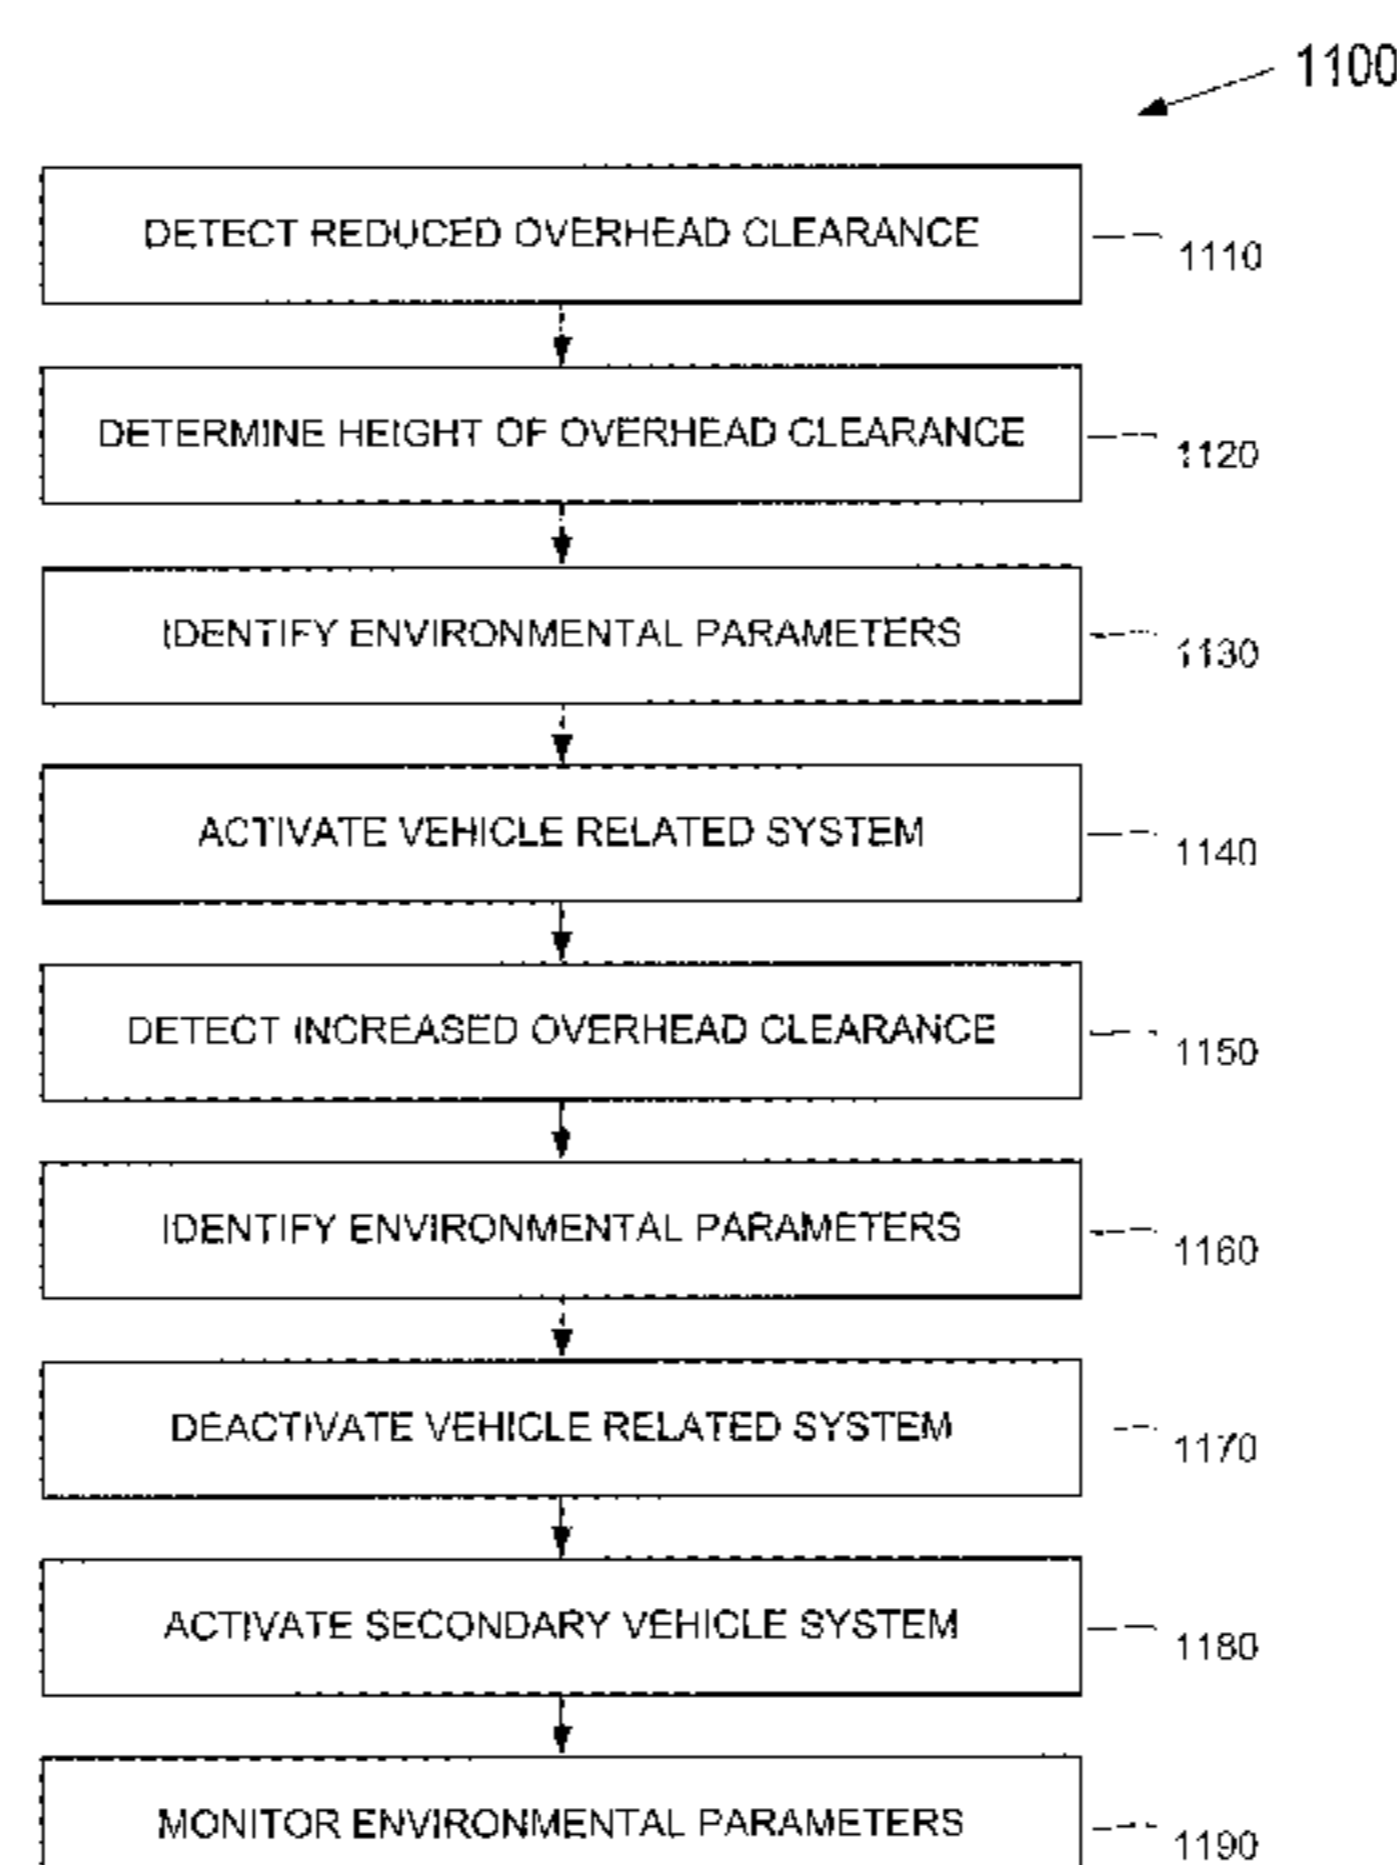 1100
DETECT REDUCED OVERHEAD CLEARANCE
1110
DETERMINE HEIGHT OF OVERHEAD CLEARANCE
1120
IDENTIFY ENVIRONMENTAL PARAMETERS
1130
ACTIVATE VEHICLE RELATED SYSTEM
1140
DETECT INCREASED OVERHEAD CLEARANCE
1150
IDENTIFY ENVIRONMENTAL PARAMETERS
1160
DEACTIVATE VEHICLE RELATED SYSTEM
1170
ACTIVATE SECONDARY VEHICLE SYSTEM
1180
MONITOR ENVIRONMENTAL PARAMETERS
1190